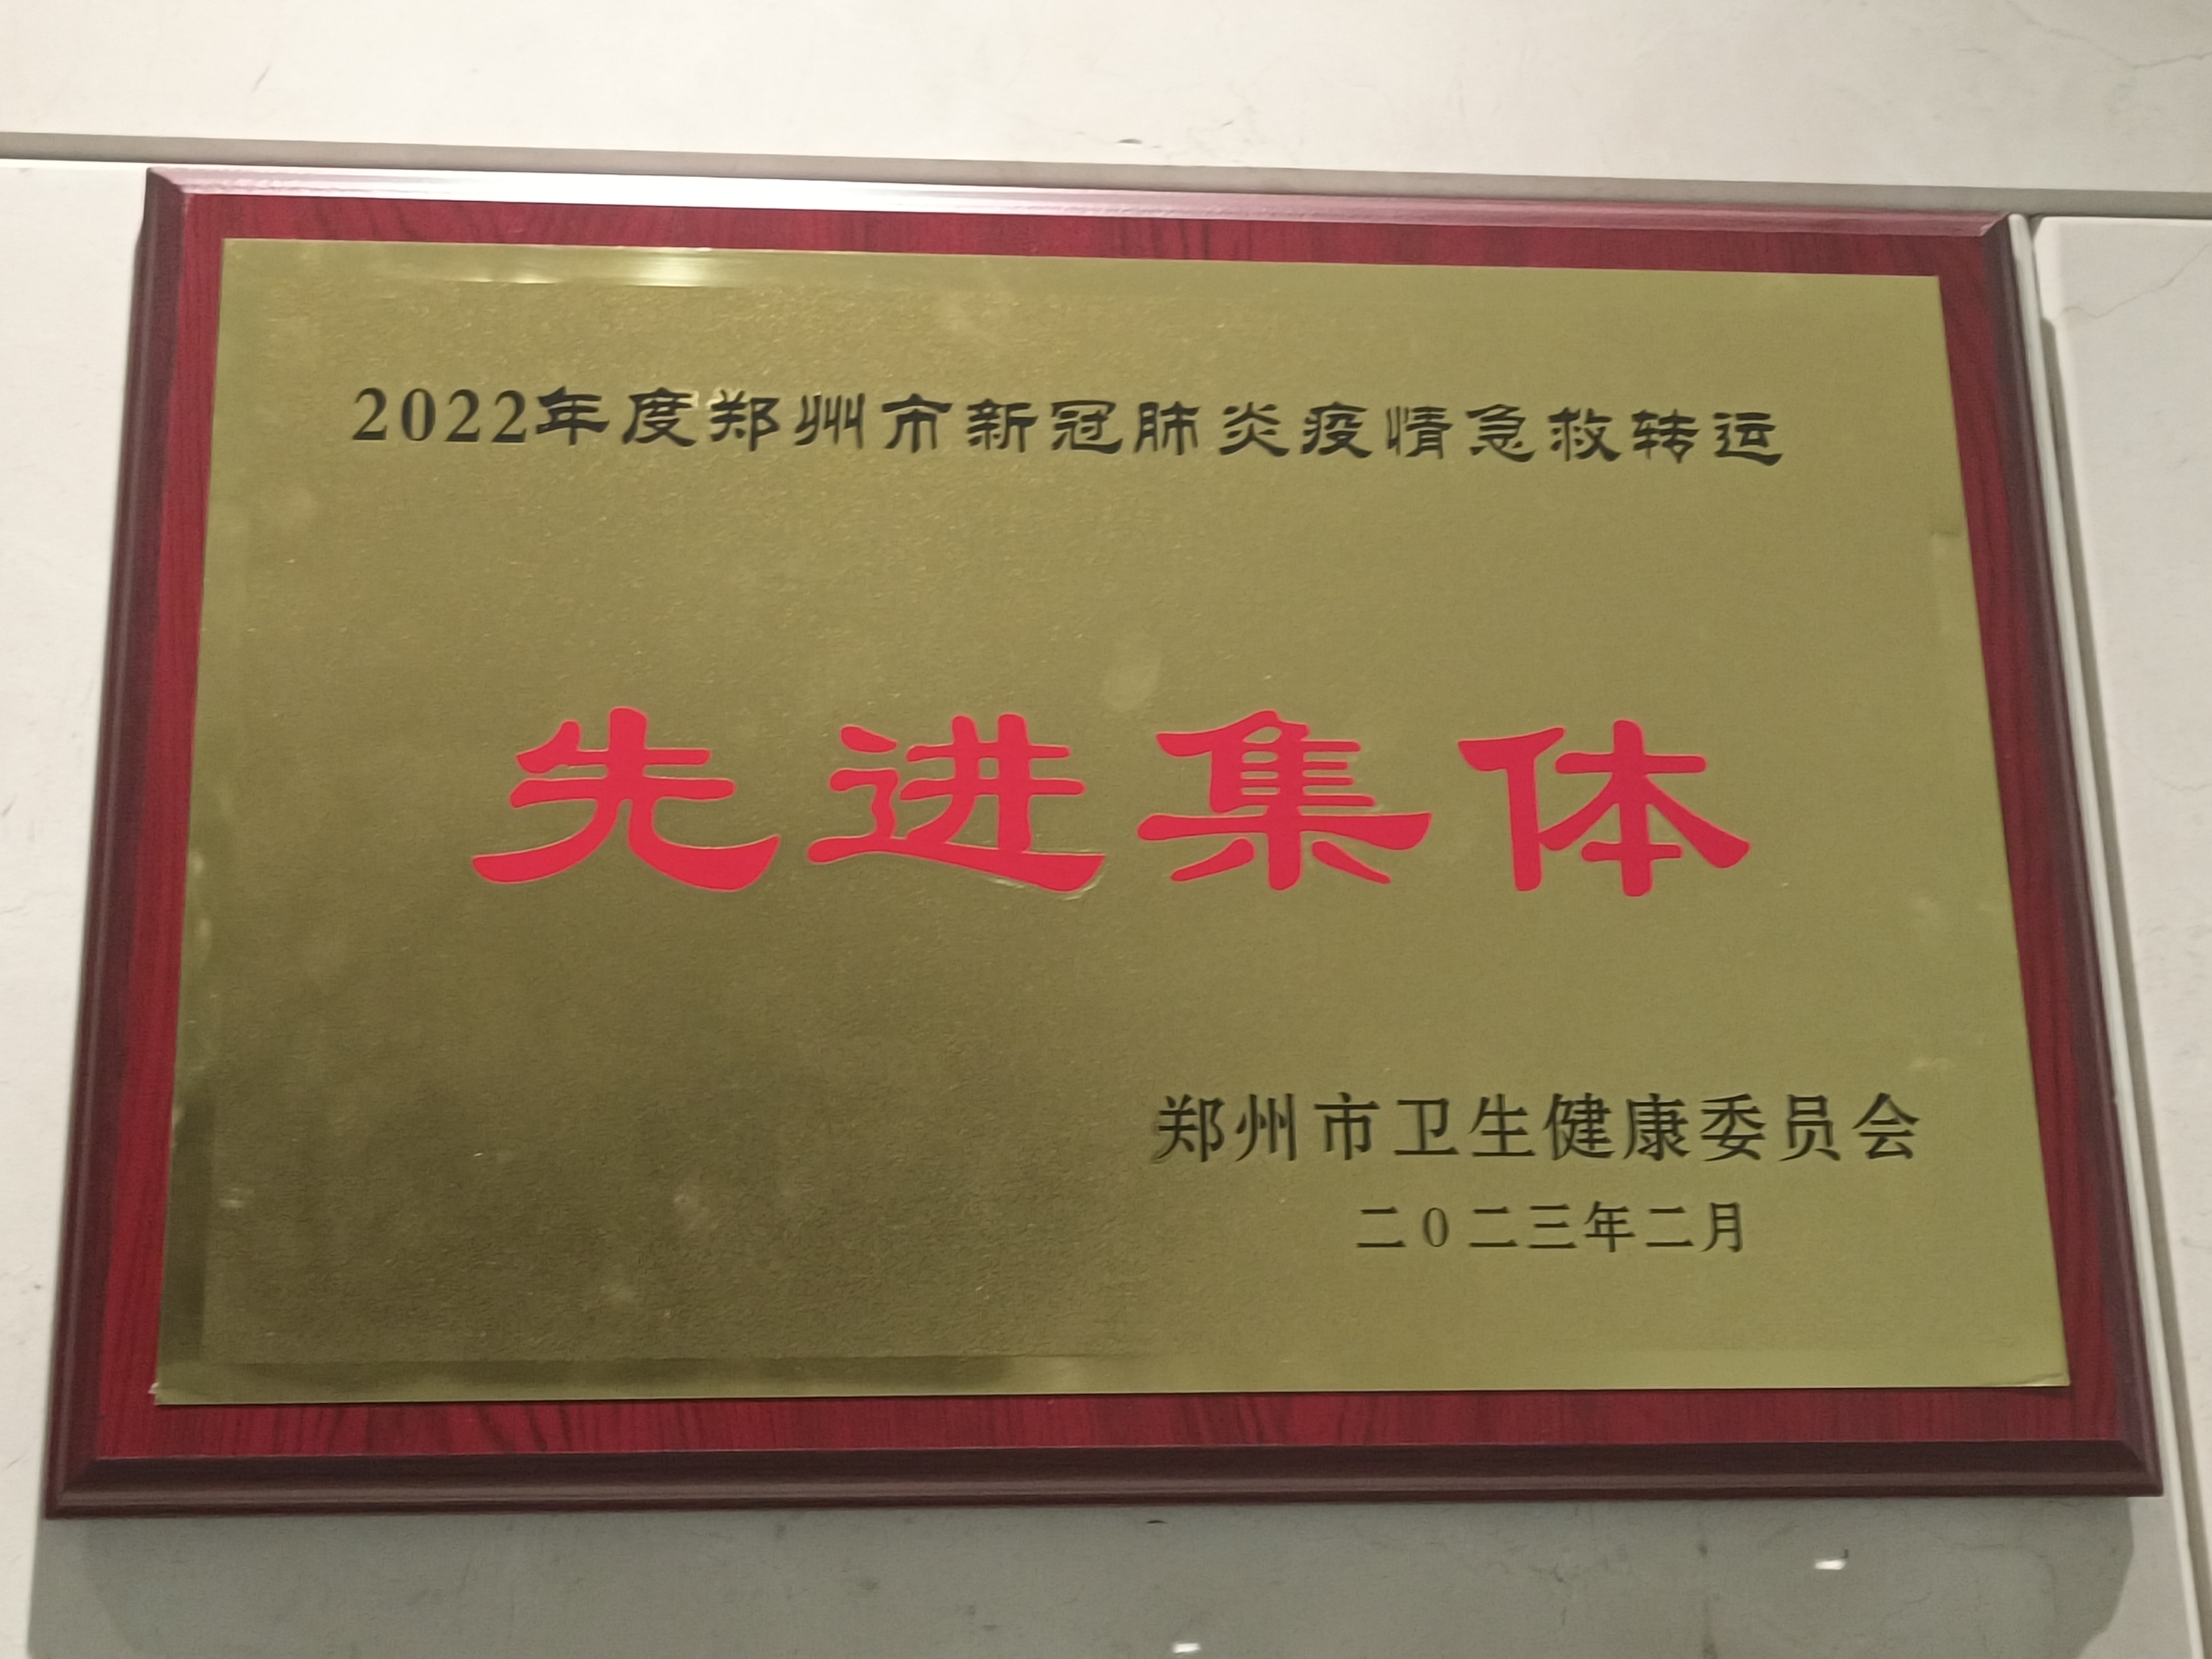 2022年度郑州市新冠肺炎疫情急救转运
先进集体
郑州市卫生健康委员会
二0二三年二月